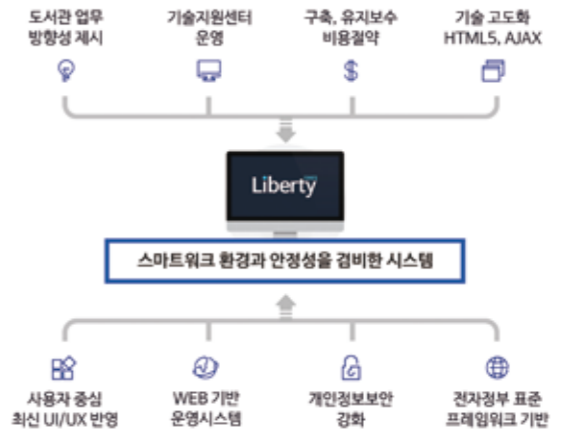 도서관 업무
방향성 제시
기술지원센터
운영
구축, 유지보수
비용절약
기술 고도화
HTML5, AJAX
Liberty
스마트워크 환경과 안정성을 겸비한 시스템
사용자 중심
최신 UI/UX 반영
WEB 기반
운영시스템
개인정보보안
강화
전자정부 표준
프레임워크 기반